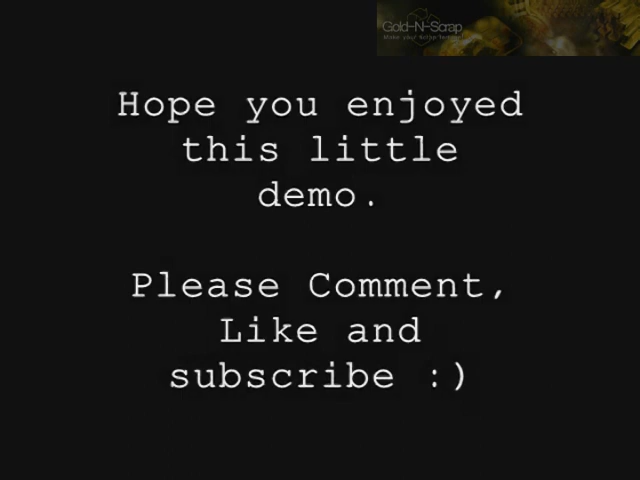 Gold-N-Scrap
Hope you enjoyed
this little
demo.
Please Comment,
Like and
subscribe :)